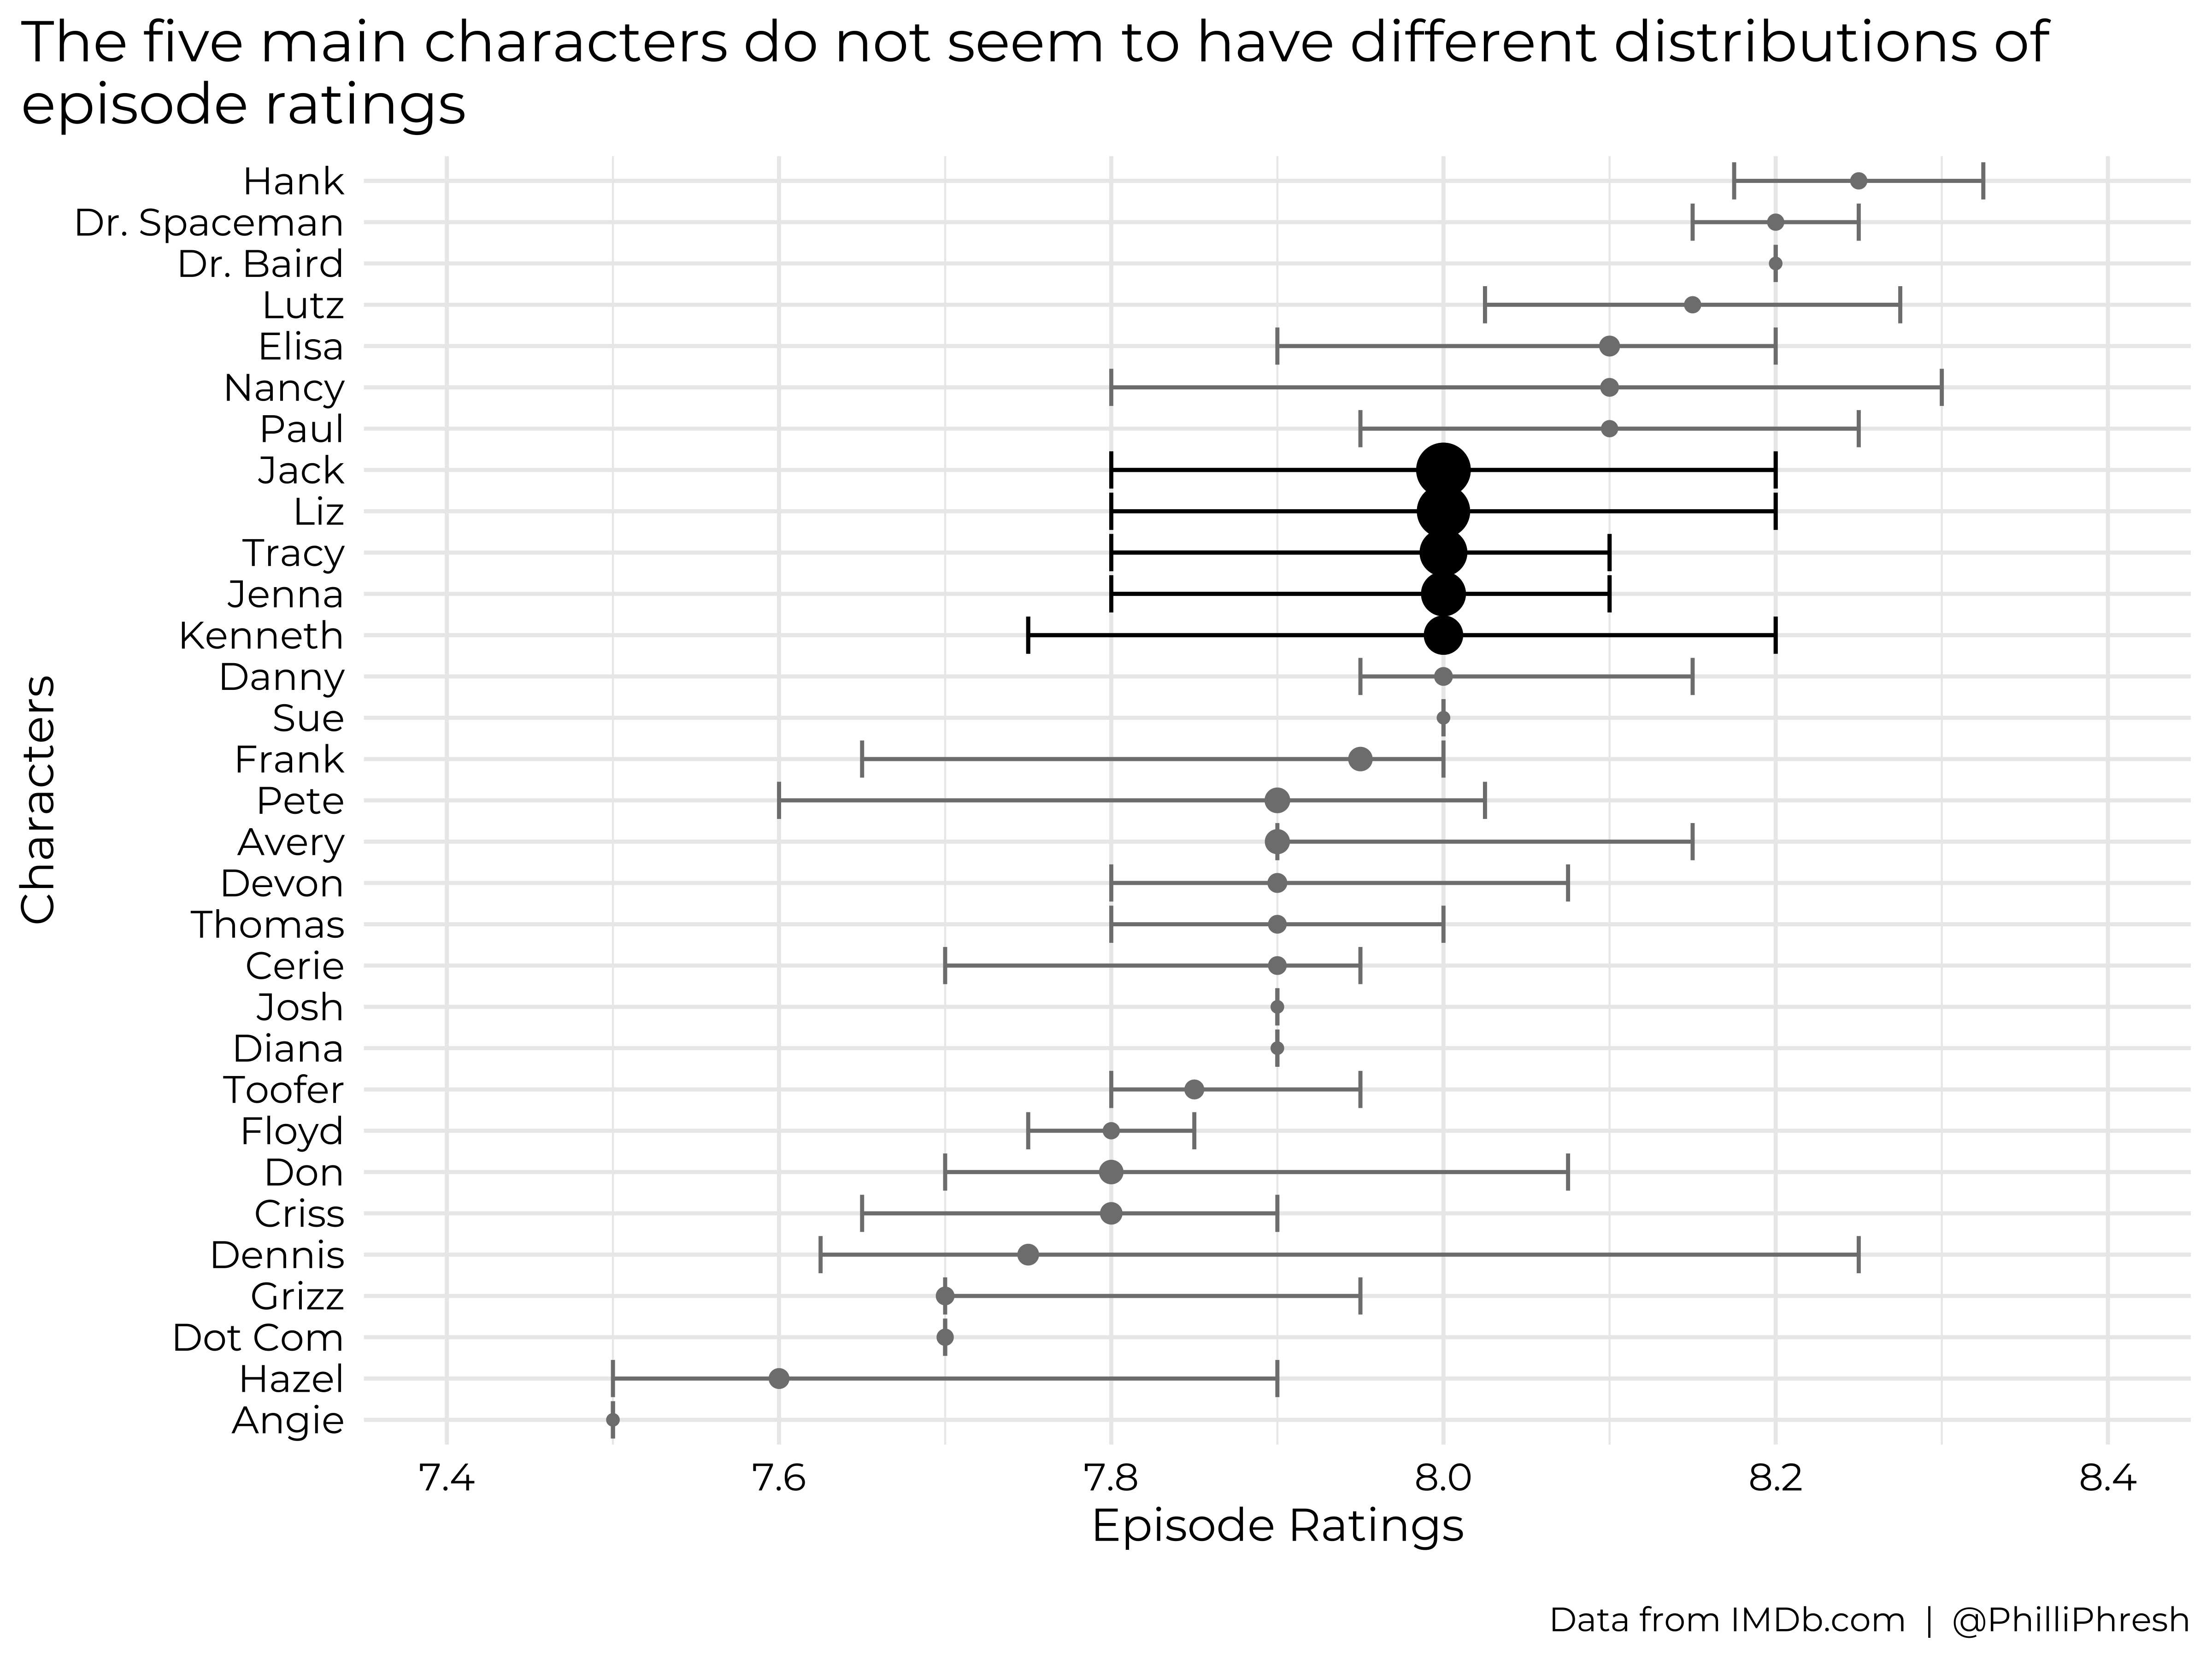 The five main characters do not seem to have different distributions of
episode ratings
Characters
Hank
Dr. Spaceman
Dr. Baird
Lutz
Elisa
Nancy
Paul
Jack
Liz
Tracy
Jenna
Kenneth
Danny
Sue
Frank
Pete
Avery
Devon
Thomas
Cerie
Josh
Diana
Toofer
Floyd
Don
Criss
Dennis
Grizz
Dot Com
Hazel
Angie
7.4 7.6 7.8 8.0 8.2 8.4
Episode Ratings
Data from IMDb.com | @PhilliPhresh